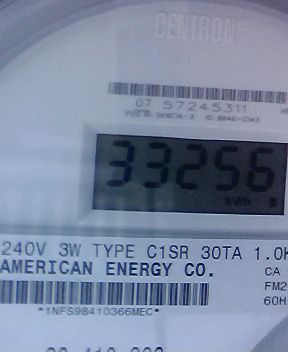 CENTRON
07 57245311
33256
kWh
240V 3W TYPE C1SR 30TA 1.0K
AMERICAN ENERGY CO.
CA
FM2
60H
*1NFS98410366MEC*